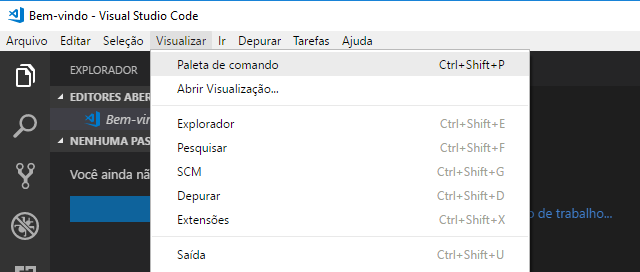 Bem-vindo - Visual Studio Code
Arquivo Editar Seleção Visualizar Ir Depurar Tarefas Ajuda
EXPLORADOR
EDITORES ABER
Bem-vin
NENHUMA PAS
Você ainda nã
Paleta de comando Ctrl+Shift+P
Abrir Visualização...
Explorador Ctrl+Shift+E
Pesquisar Ctrl+Shift+F
SCM Ctrl+Shift+G
Depurar Ctrl+Shift+D
Extensões Ctrl+Shift+X
Saída Ctrl+Shift+U
o de trabalho...